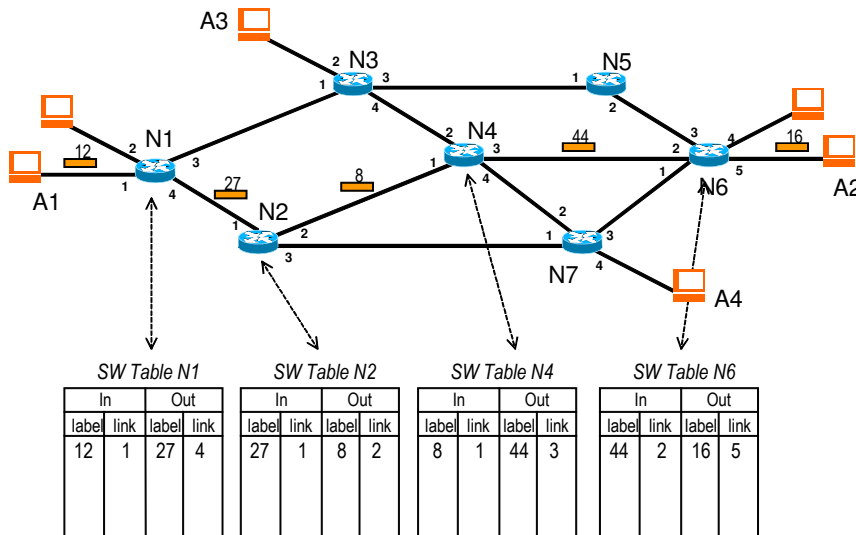 A3
2
N3
1
3
4
N5
1
2
N1
2
12
1
3
4
A1
27
N2
1
2
3
8
N4
2
1
3
4
44
3
4
2
1
5
N6
16
A2
2
1
3
4
N7
A4
SW Table N1
In Out
label link label link
12 1 27 4
SW Table N2
In Out
label link label link
27 1 8 2
SW Table N4
In Out
label link label link
8 1 44 3
SW Table N6
In Out
label link label link
44 2 16 5